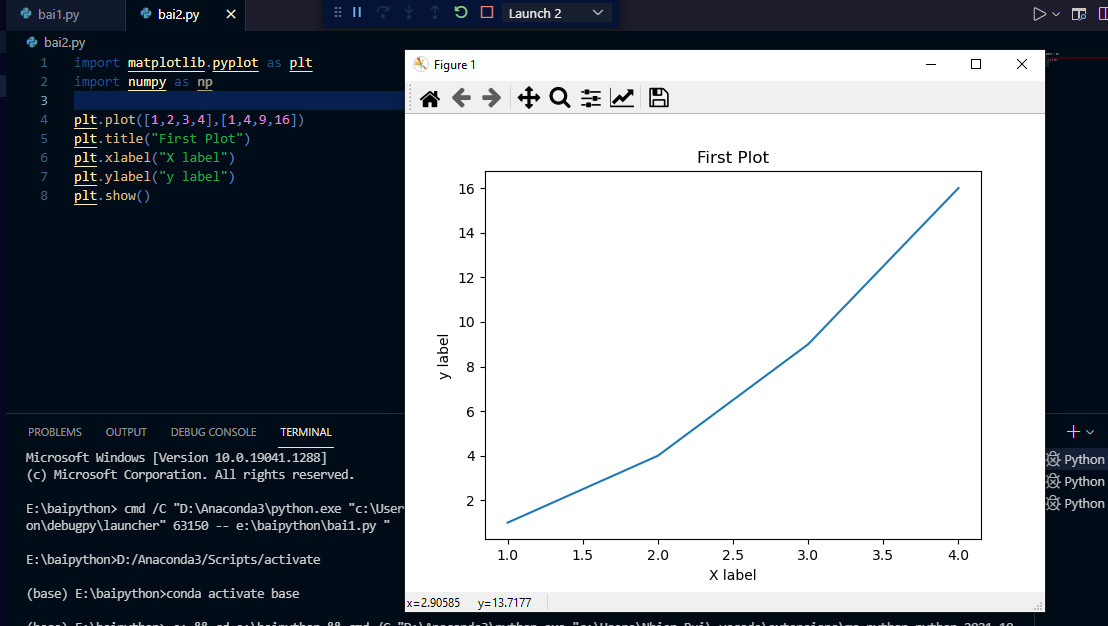 bai1.py bai2.py Launch 2
bai2.py
1 import matplotlib.pyplot as plt
2 import numpy as np
3
4 plt.plot([1,2,3,4],[1,4,9,16])
5 plt.title("First Plot")
6 plt.xlabel("X label")
7 plt.ylabel("y label")
8 plt.show()
Figure 1
First Plot
16
14
12
10
8
6
4
2
y label
1.0 1.5 2.0 2.5 3.0 3.5 4.0
X label
x=2.90585 y=13.7177
PROBLEMS OUTPUT DEBUG CONSOLE TERMINAL
Microsoft Windows [Version 10.0.19041.1288]
(c) Microsoft Corporation. All rights reserved.
E:\baipython> cmd /C "D:\Anaconda3\python.exe "c:\User
on\debugpy\launcher" 63150 -- e:\baipython\bai1.py "
E:\baipython>D:/Anaconda3/Scripts/activate
(base) E:\baipython>conda activate base
Python
Python
Python